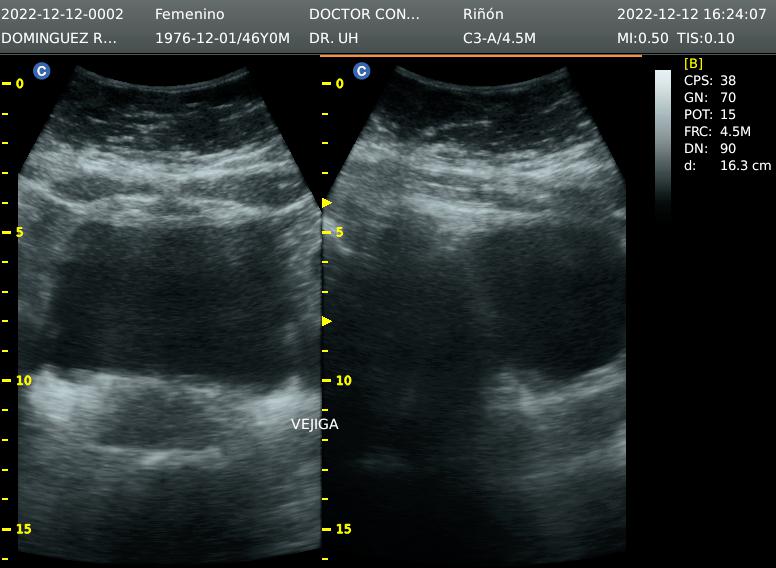 2022-12-12-0002 Femenino DOCTOR CON... Riñón 2022-12-12 16:24:07
DOMINGUEZ R... 1976-12-01/46Y0M DR. UH C3-A/4.5M MI:0.50 TIS:0.10
C C
[B]
CPS: 38
GN: 70
POT: 15
FRC: 4.5M
DN: 90
d: 16.3 cm
0 0
5 5
10 10
VEJIGA
15 15